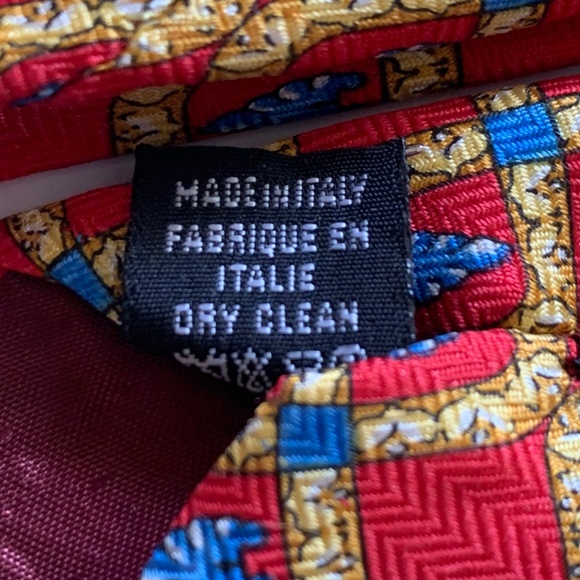 MADE IN ITALY
FABRIQUE EN
ITALIE
DRY CLEAN